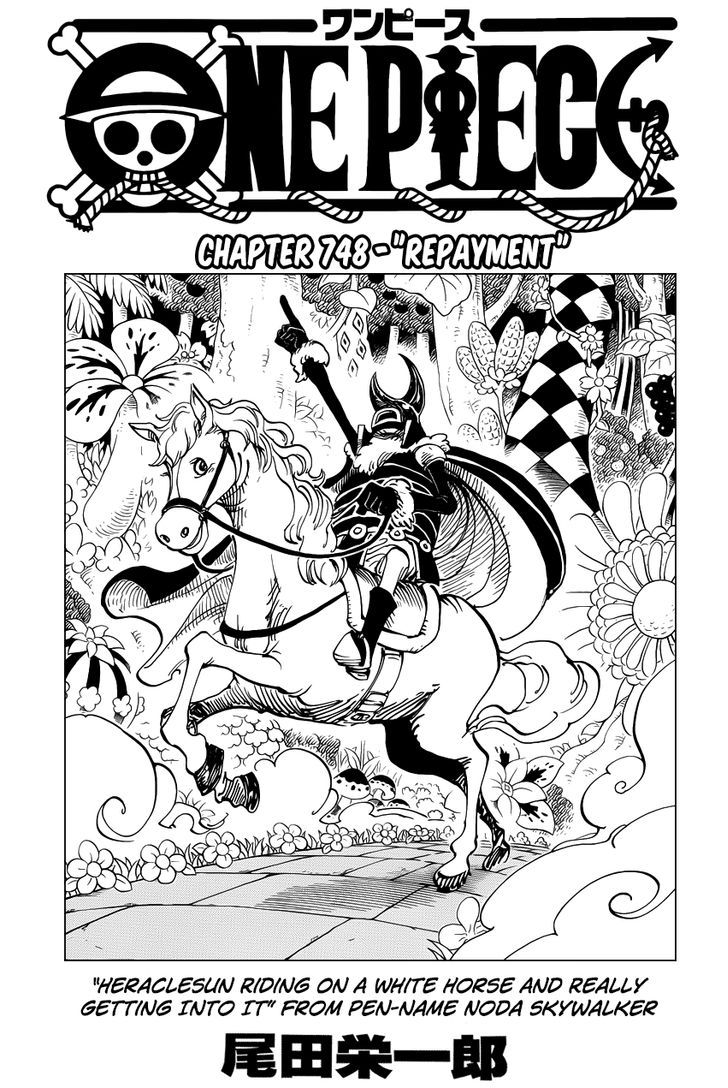 ワンピース
ONE PIECE
CHAPTER 748 - "REPAYMENT"
"HERACLESUN RIDING ON A WHITE HORSE AND REALLY
GETTING INTO IT" FROM PEN-NAME NODA SKYWALKER
尾田栄一郎